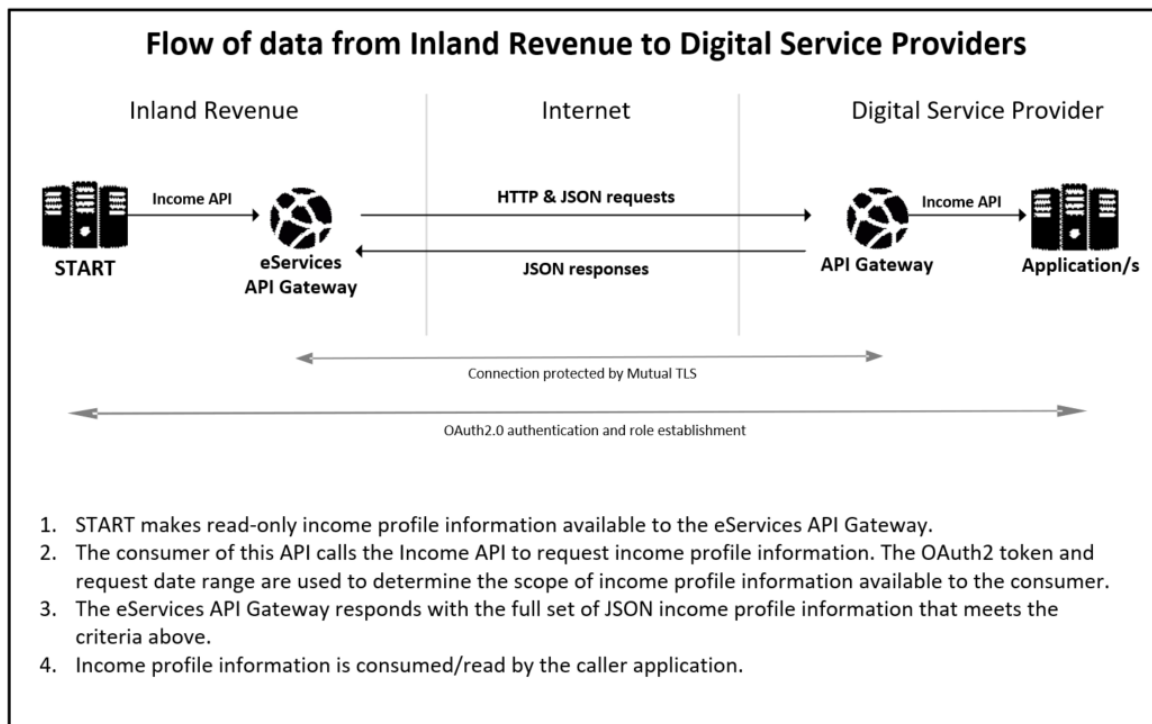 Flow of data from Inland Revenue to Digital Service Providers
Inland Revenue
Internet
Digital Service Provider
Income API
HTTP & JSON requests
Income API
START
eServices
API Gateway
JSON responses
API Gateway
Application/s
Connection protected by Mutual TLS
OAuth2.0 authentication and role establishment
1. START makes read-only income profile information available to the eServices API Gateway.
2. The consumer of this API calls the Income API to request income profile information. The OAuth2 token and
request date range are used to determine the scope of income profile information available to the consumer.
3. The eServices API Gateway responds with the full set of JSON income profile information that meets the
criteria above.
4. Income profile information is consumed/read by the caller application.